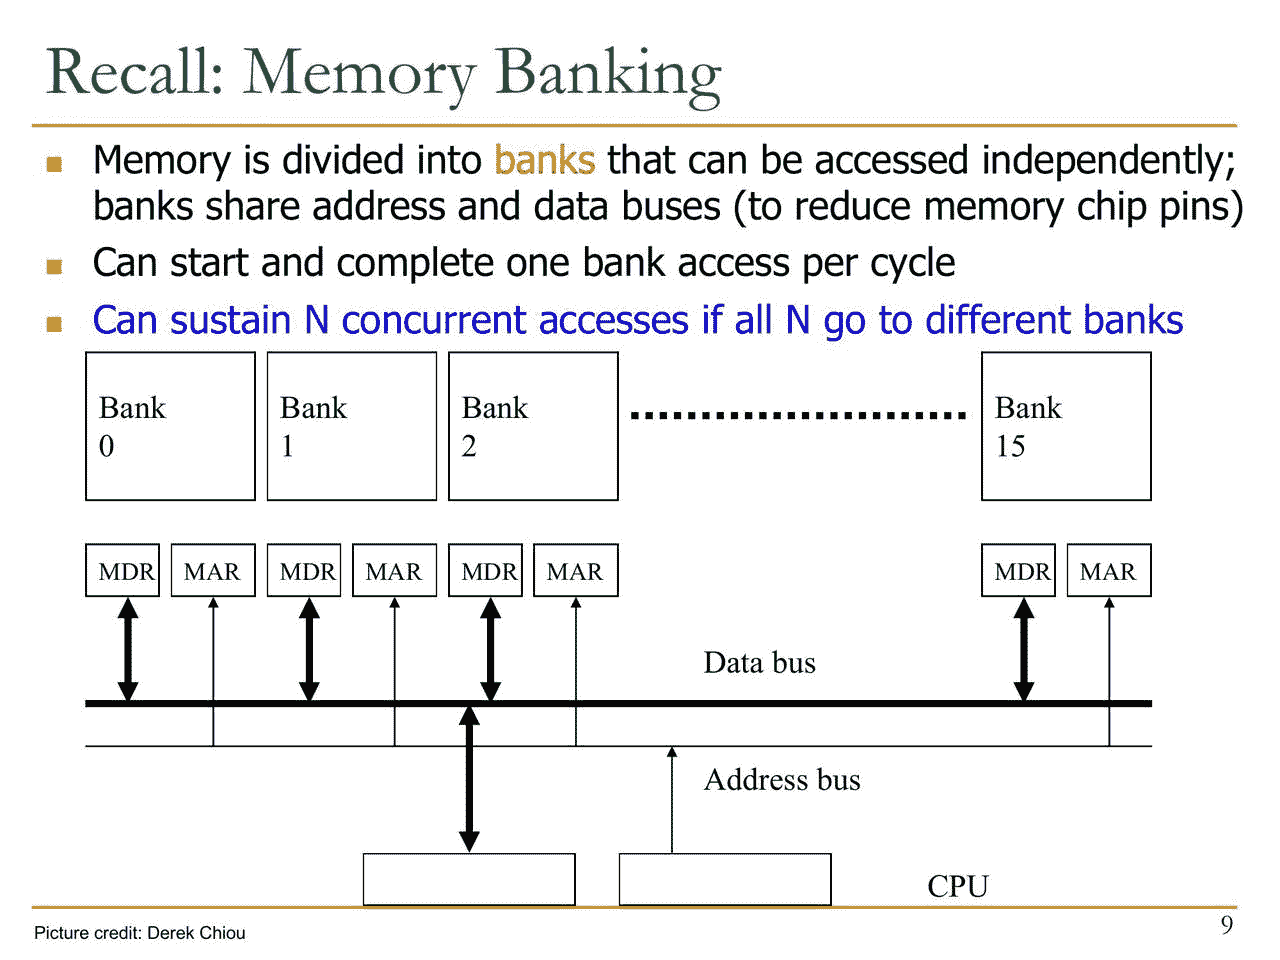 Recall: Memory Banking
Memory is divided into banks that can be accessed independently;
banks share address and data buses (to reduce memory chip pins)
Can start and complete one bank access per cycle
Can sustain N concurrent accesses if all N go to different banks
Bank
0
Bank
1
Bank
2
Bank
15
MDR
MAR
MDR
MAR
MDR
MAR
MDR
MAR
Data bus
Address bus
CPU
Picture credit: Derek Chiou
9